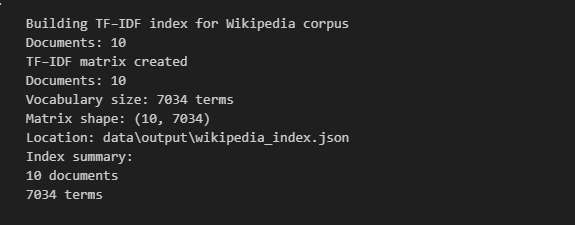 Building TF-IDF index for Wikipedia corpus
Documents: 10
TF-IDF matrix created
Documents: 10
Vocabulary size: 7034 terms
Matrix shape: (10, 7034)
Location: data\output\wikipedia_index.json
Index summary:
10 documents
7034 terms